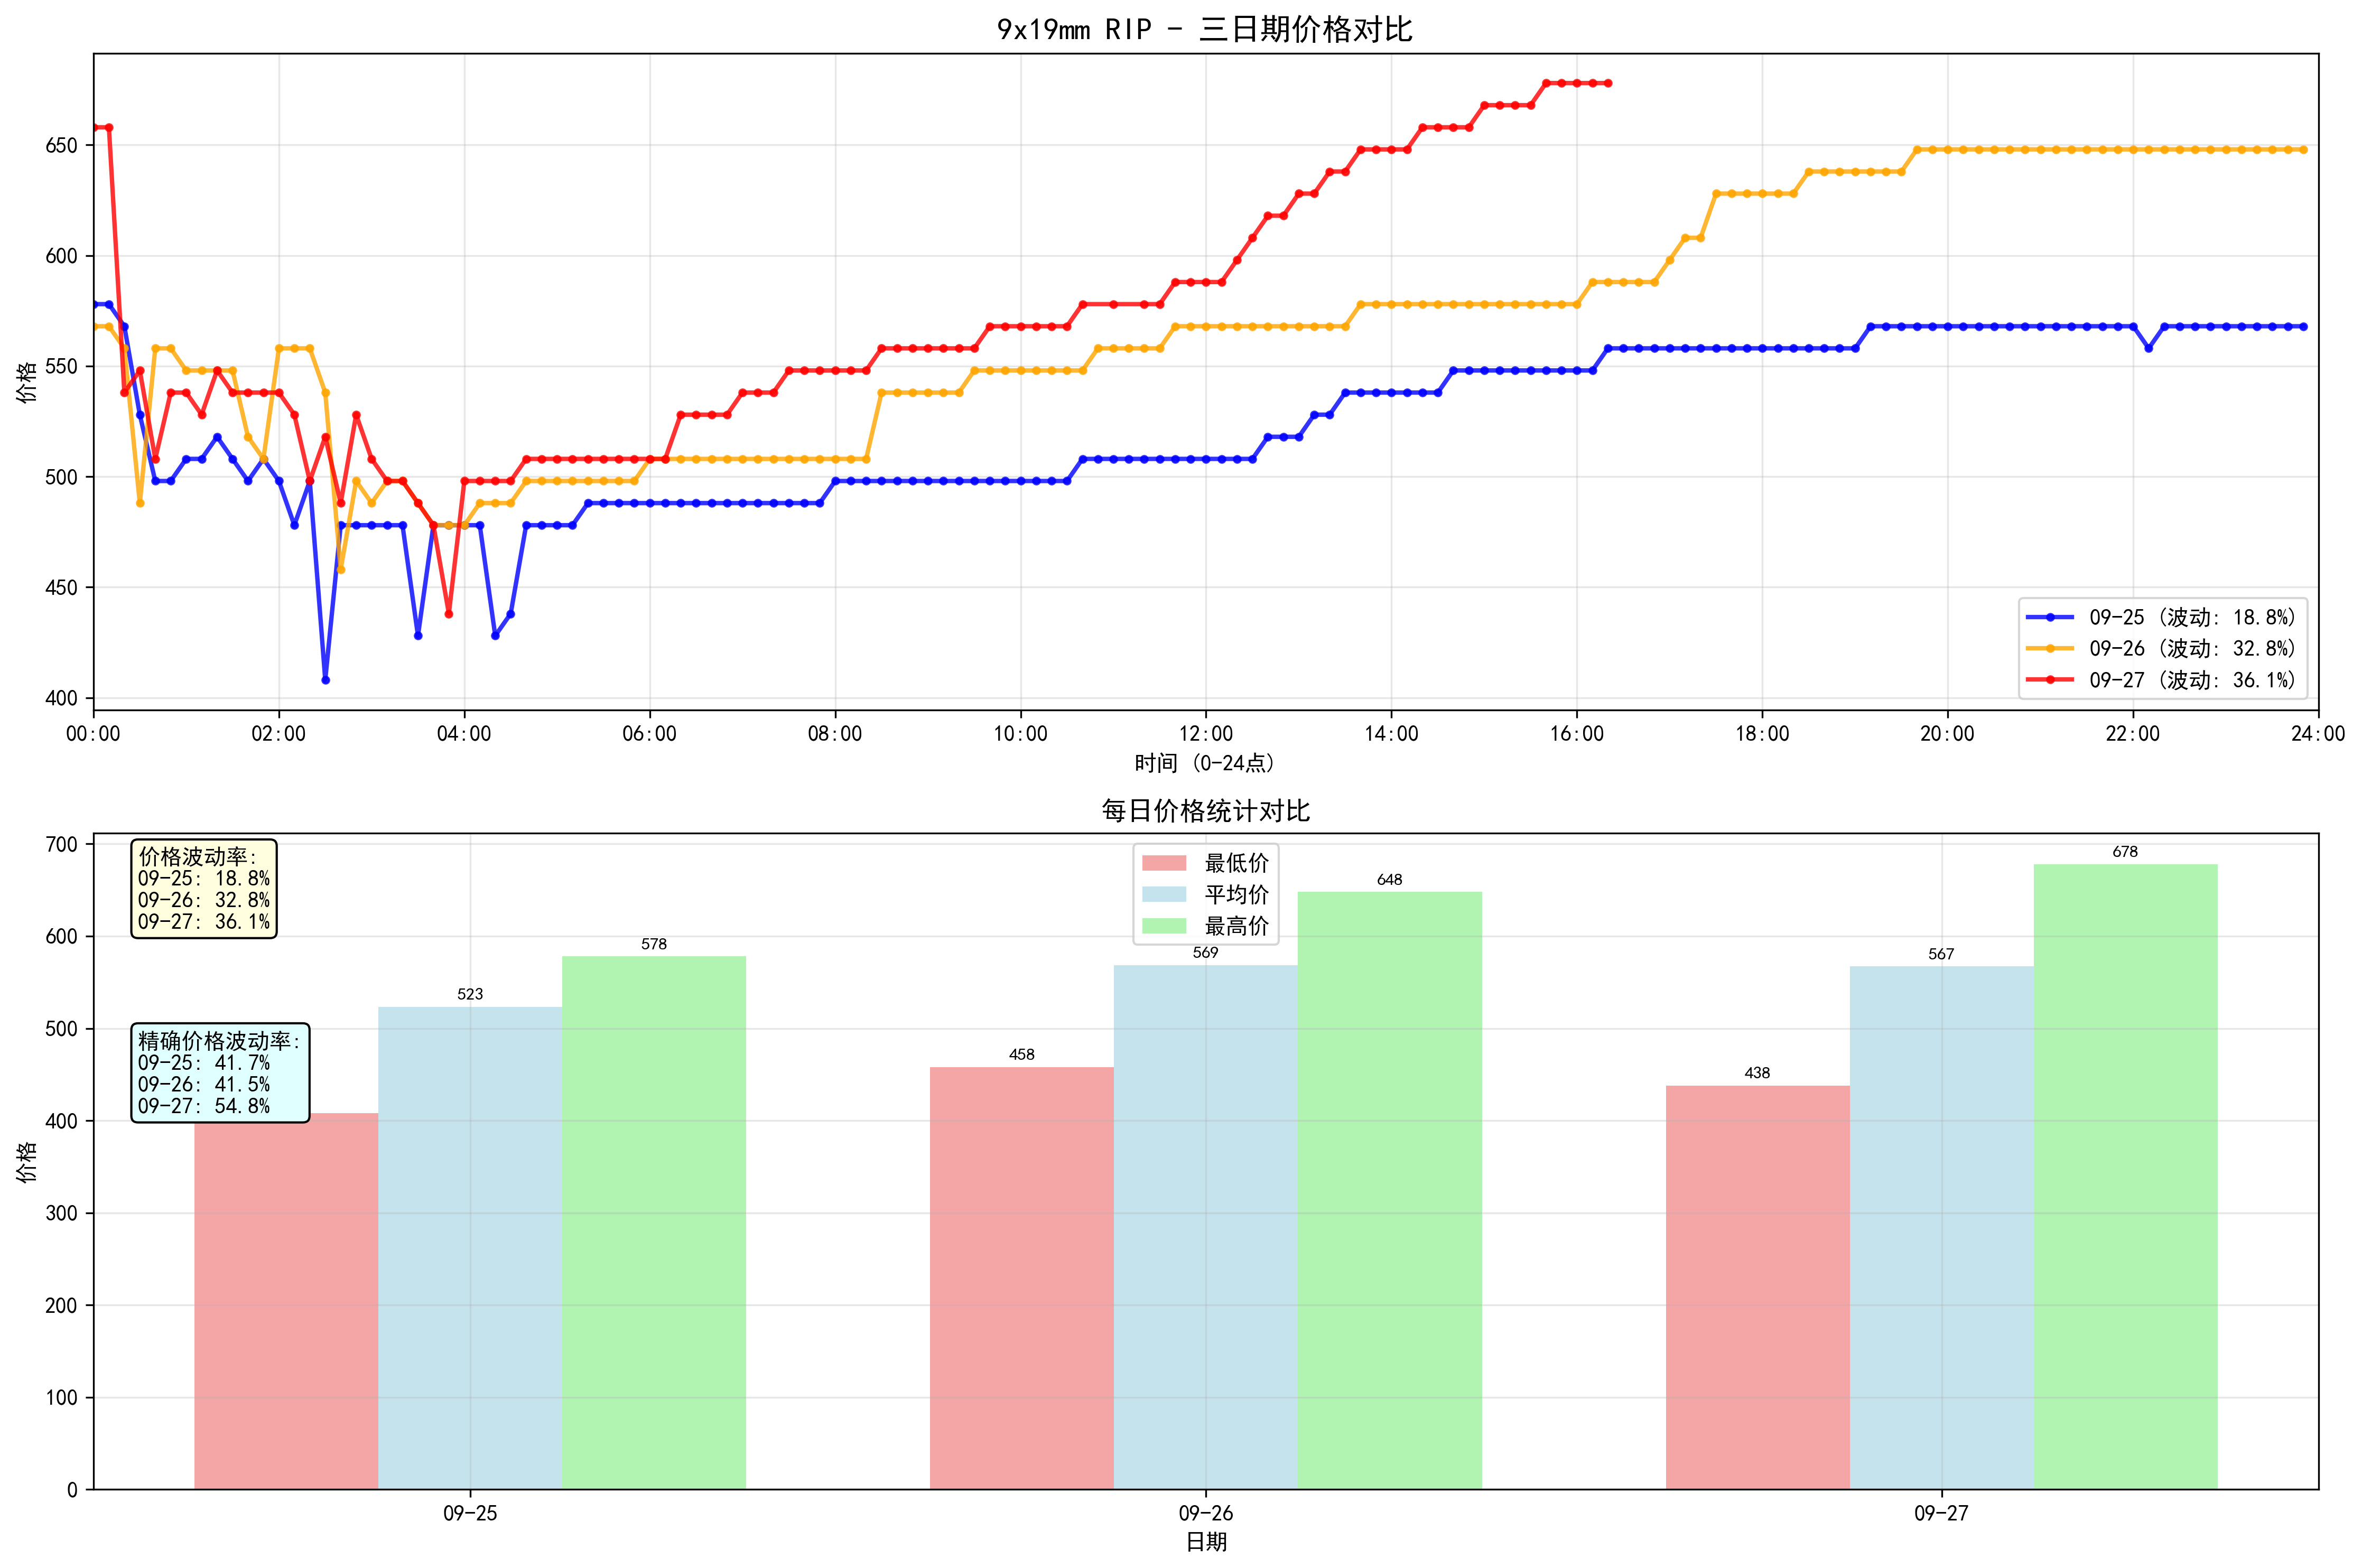 9x19mm RIP - 三日期价格对比
价格
650
600
550
500
450
400
09-25 (波动: 18.8%)
09-26 (波动: 32.8%)
09-27 (波动: 36.1%)
00:00 02:00 04:00 06:00 08:00 10:00 12:00 14:00 16:00 18:00 20:00 22:00 24:00
时间 (0-24点)
每日价格统计对比
价格
700
600
500
400
300
200
100
0
价格波动率:
09-25: 18.8%
09-26: 32.8%
09-27: 36.1%
精确价格波动率:
09-25: 41.7%
09-26: 41.5%
09-27: 54.8%
最低价
平均价
最高价
523
578
458
569
648
438
567
678
09-25 09-26 09-27
日期